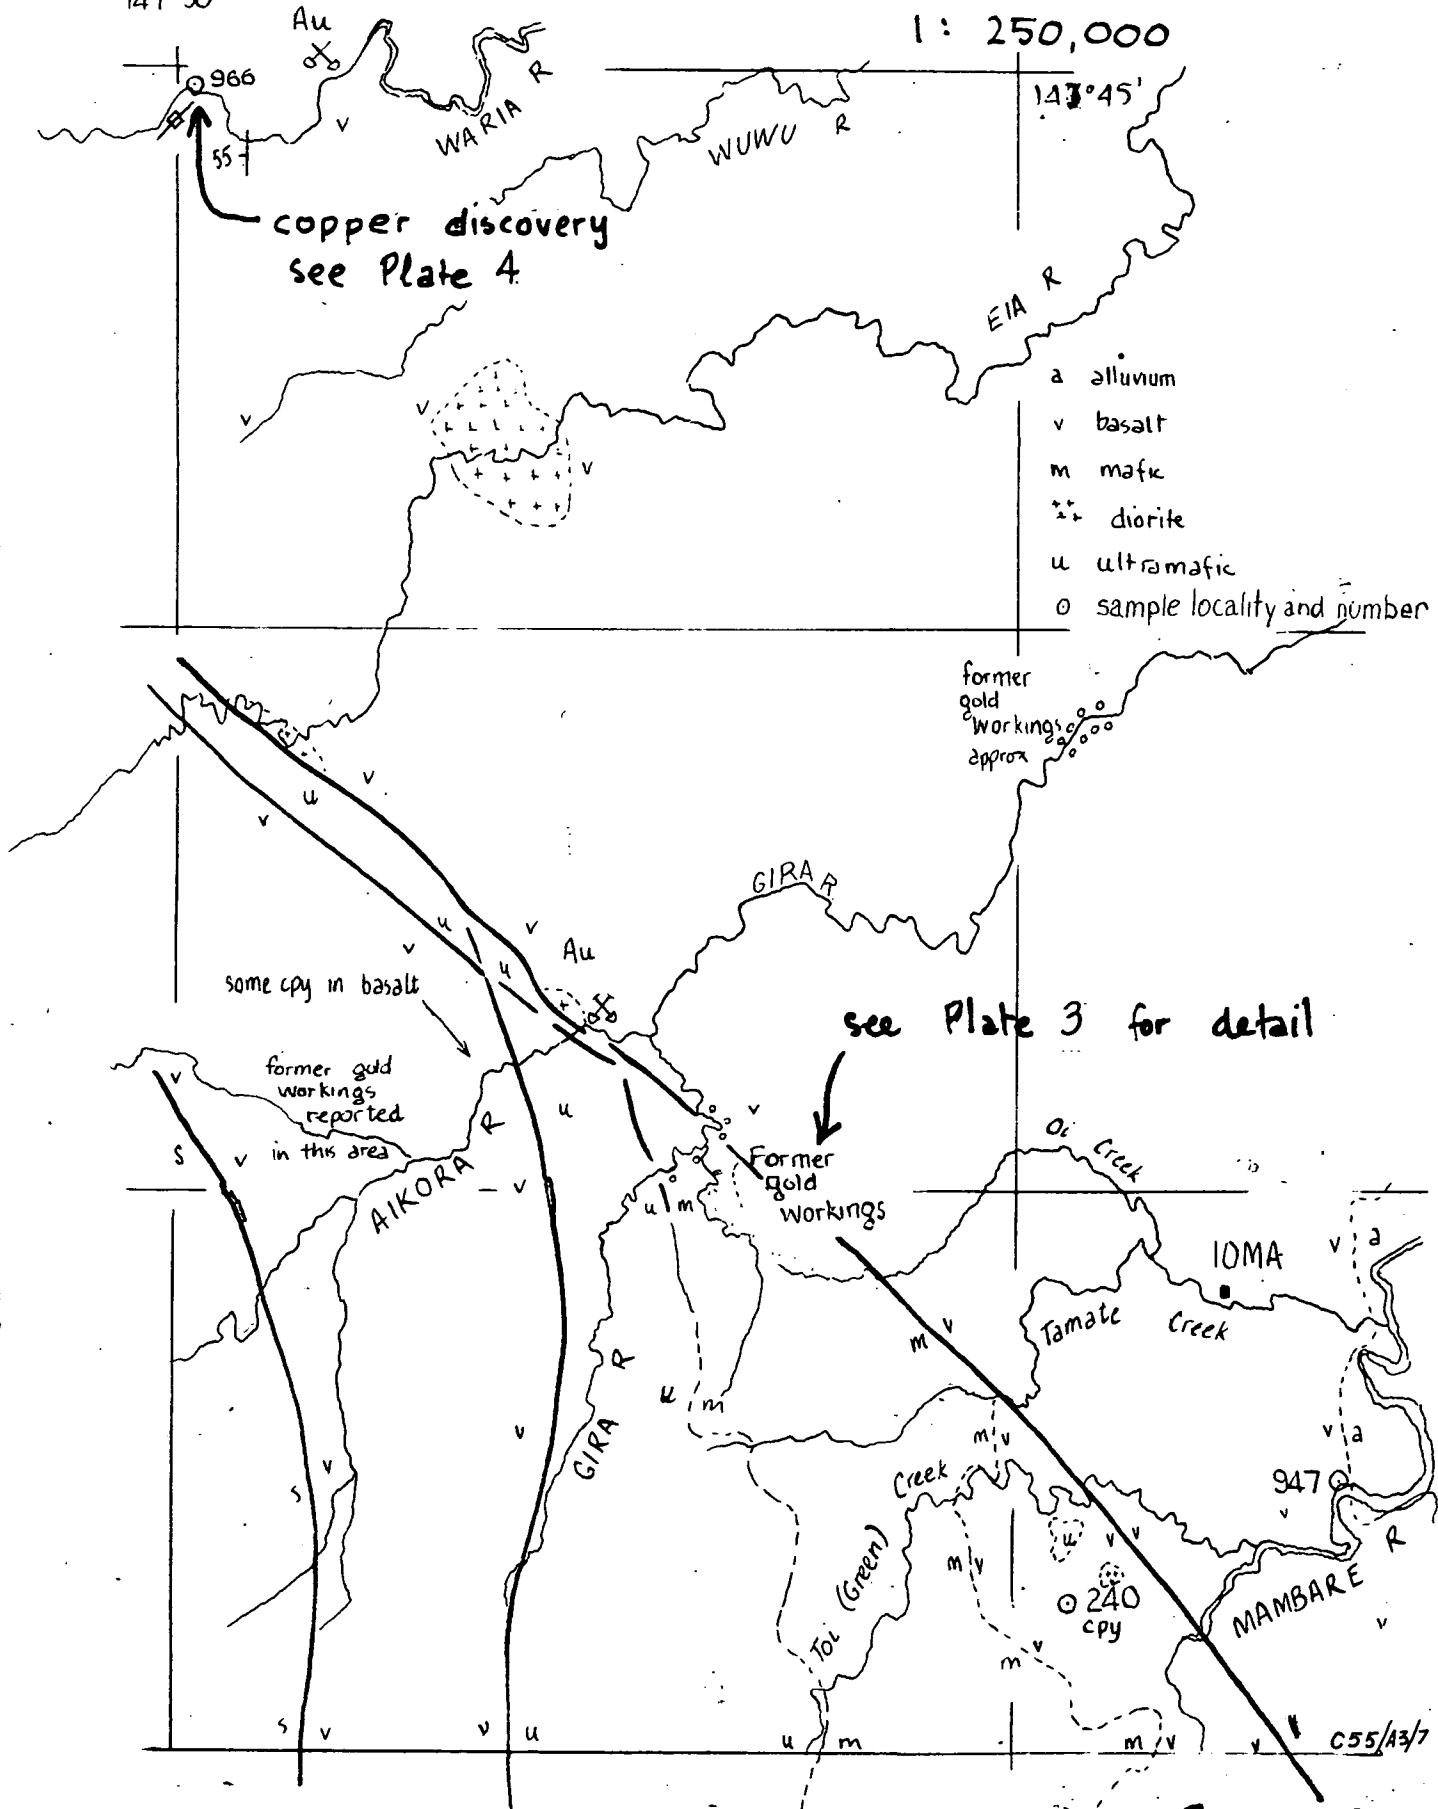 Au
1: 250,000
966
147°45'
WARIA R
WUWU R
55
v
copper discovery
see Plate 4
EIA R
a alluvium
v basalt
m mafic
diorite
u ultramafic
o sample locality and number
v
v
v
former
gold
workings
approx
v
u
v
GIRA R
u
v
v
Au
u
some cpy in basalt
see Plate 3 for detail
former gold
workings
reported
in this area
v
u
v
Oi Creek
s
v
AIKORA R
v
Former
gold
workings
u m
IOMA
v a
Tamate Creek
m v
GIRA R
u m
v
v
s
m v
v a
Creek
947
v
Toi (Green)
u
v v
m v
240
cpy
MAMBARE R
v
m v
s v
v u
u m
m v
v
C55/A3/7